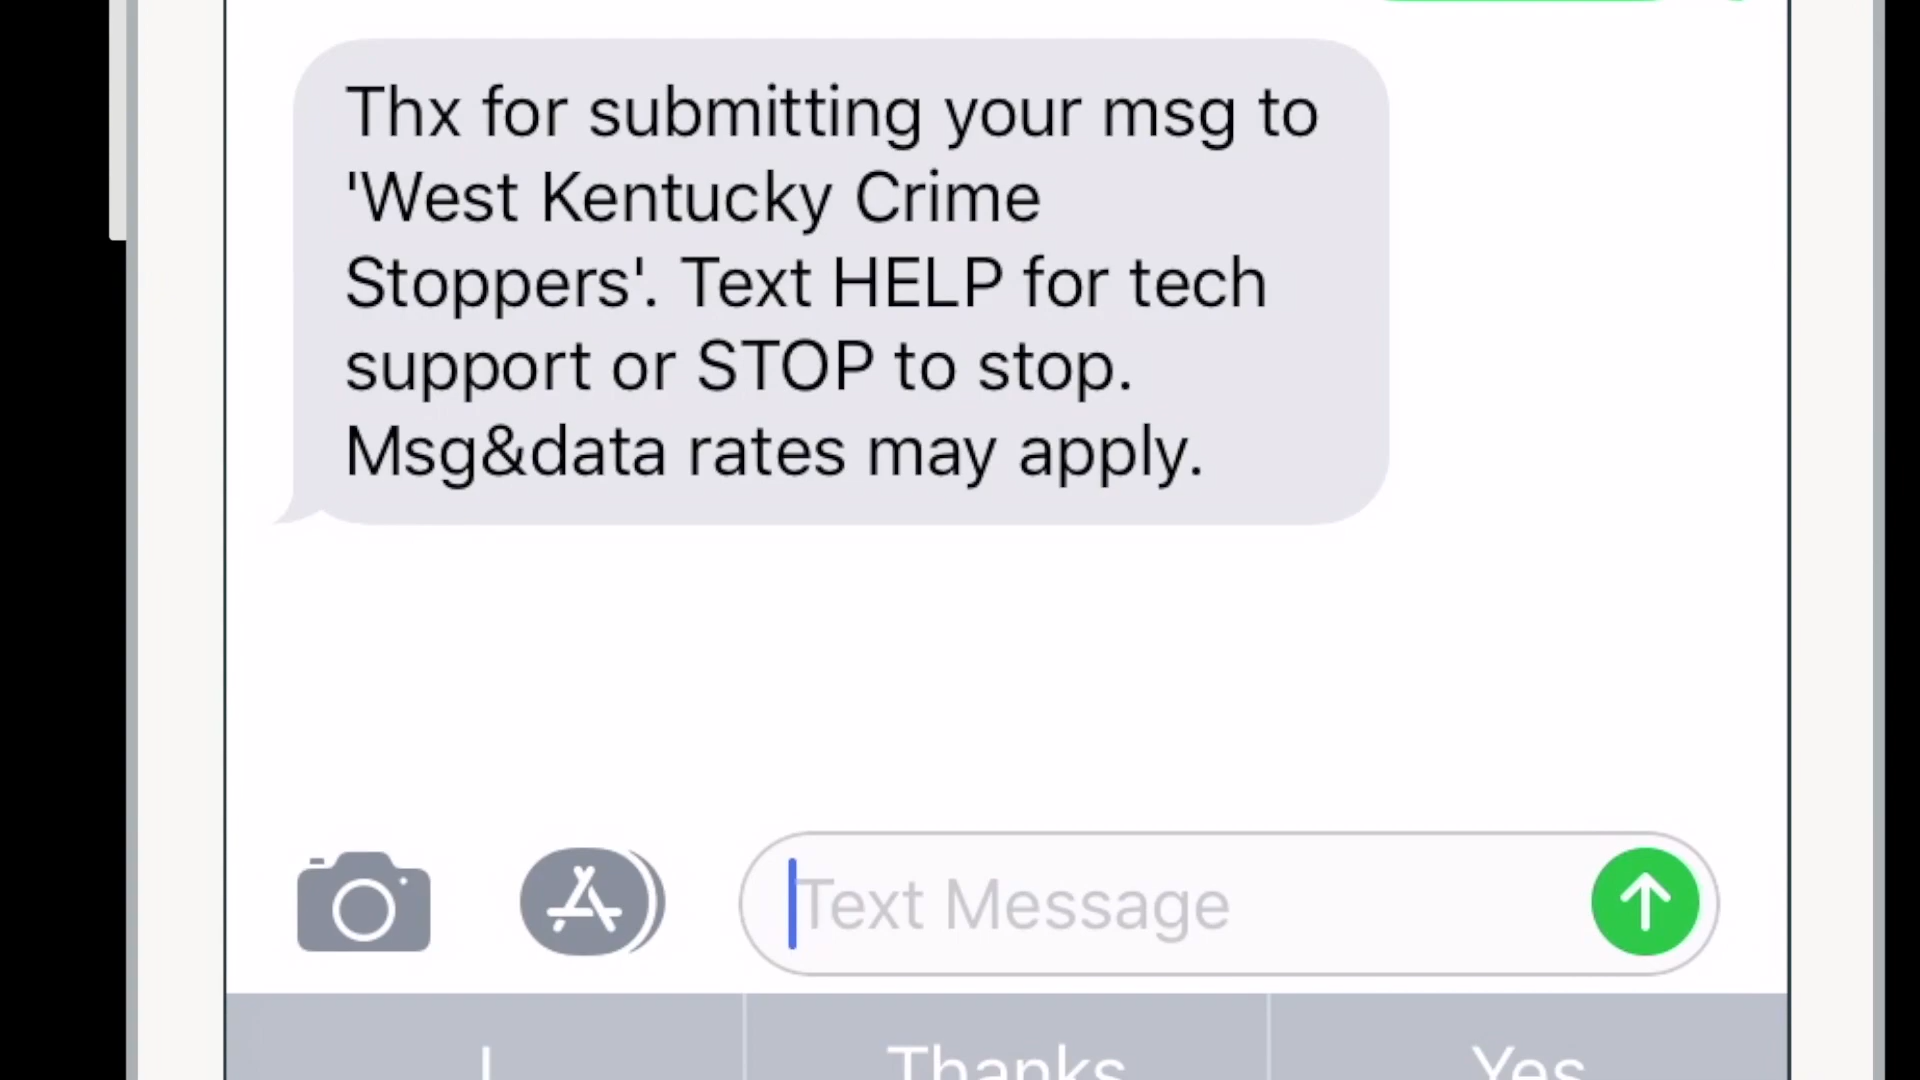 Thx for submitting your msg to
'West Kentucky Crime
Stoppers'. Text HELP for tech
support or STOP to stop.
Msg&data rates may apply.
Text Message
I Thanks Yes